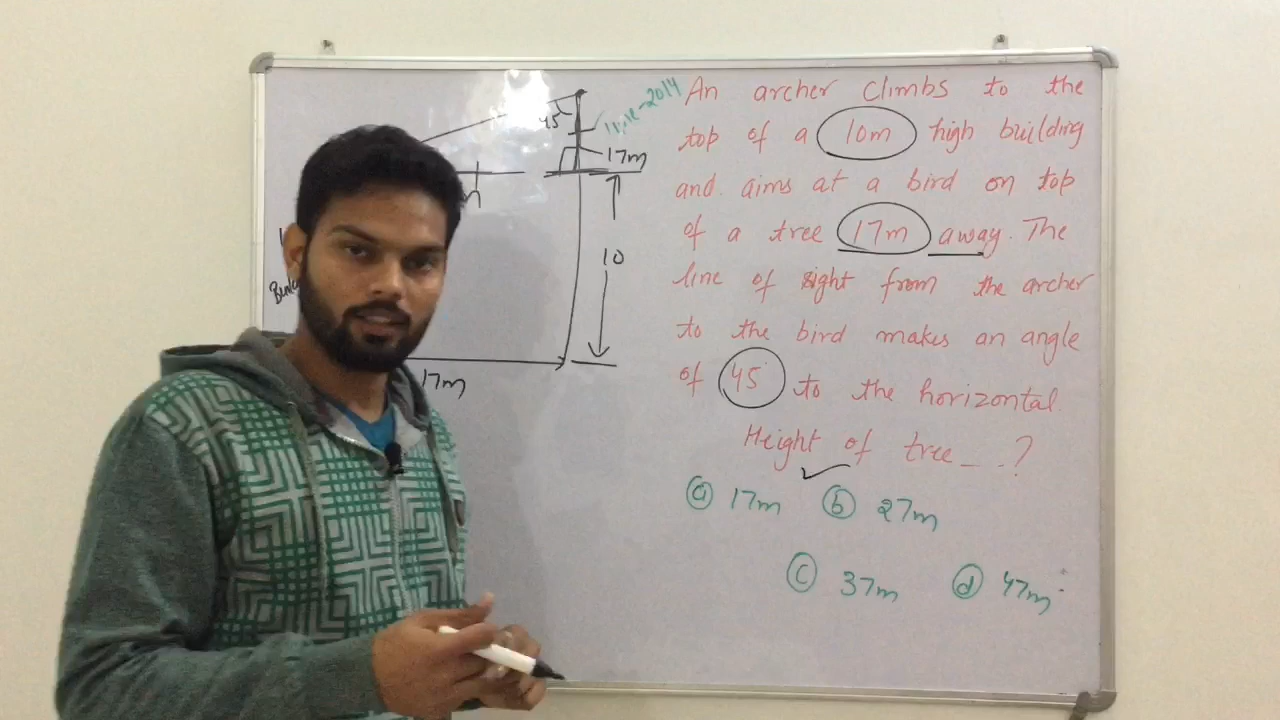 An archer climbs to the
top of a 10m high building
and aims at a bird on top
of a tree 17m away. The
line of sight from the archer
to the bird makes an angle
of 45° to the horizontal.
Height of tree _ _ . ?
(a) 17m (b) 27m
(c) 37m (d) 47m
45
17m
10
17m